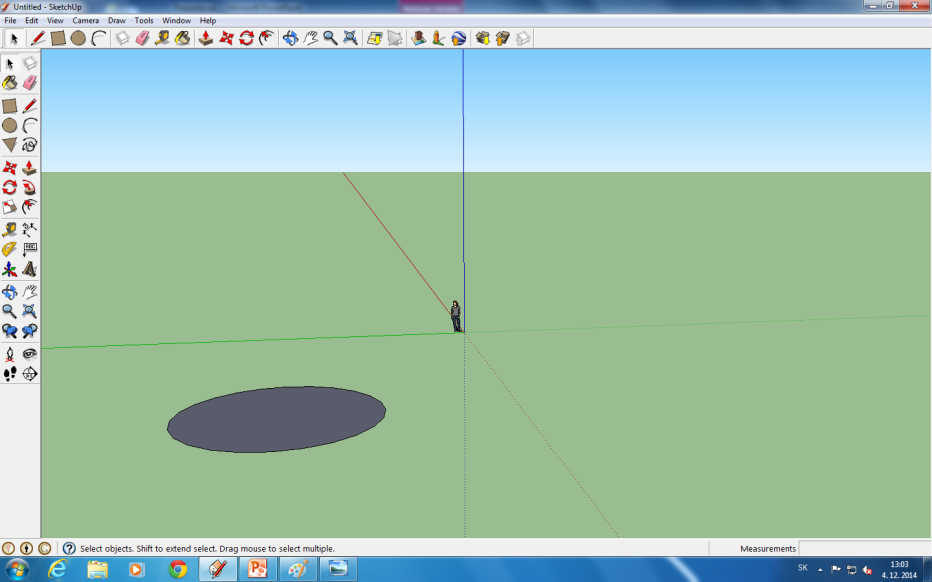 Untitled - SketchUp
File Edit View Camera Draw Tools Window Help
ABC
Select objects. Shift to extend select. Drag mouse to select multiple.
Measurements
SK
13:03
4. 12. 2014